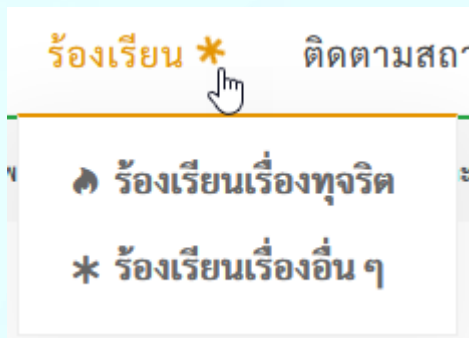 ร้องเรียน ติดตามสถา
ร้องเรียนเรื่องทุจริต
ร้องเรียนเรื่องอื่น ๆ